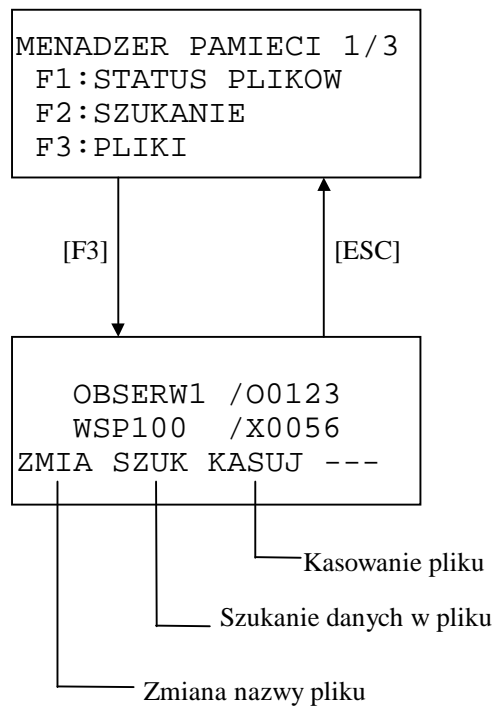 MENADZER PAMIECI 1/3
F1:STATUS PLIKOW
F2:SZUKANIE
F3:PLIKI
[F3] [ESC]
OBSERW1 /O0123
WSP100 /X0056
ZMIA SZUK KASUJ ---
Kasowanie pliku
Szukanie danych w pliku
Zmiana nazwy pliku